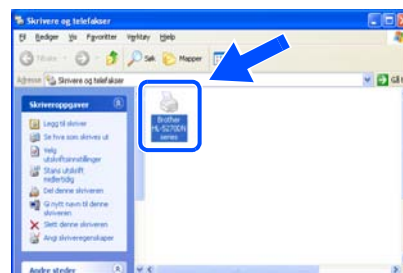 Skrivere og telefakser
Fil Rediger Vis Favoritter Verktøy Hjelp
Tilbake Søk Mapper
Adresse Skrivere og telefakser Gå til
Skriveroppgaver
Legg til skriver
Se hva som skrives ut
Velg
utskriftsinnstillinger
Stans utskrift
midlertidig
Del denne skriveren
Gi nytt navn til denne
skriveren
Slett denne skriveren
Angi skriveregenskaper
Andre steder
Brother
HL-5270DN
series